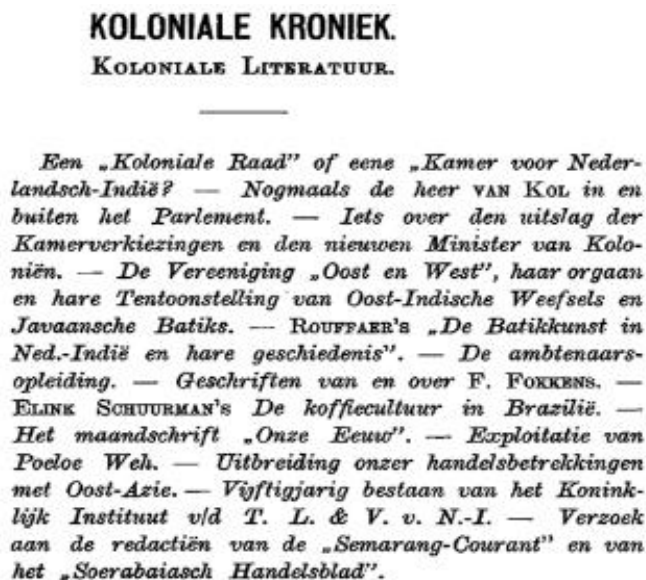 KOLONIALE KRONIEK.
KOLONIALE LITERATUUR.
Een „Koloniale Raad” of eene „Kamer voor Neder-
landsch-Indië? — Nogmaals de heer VAN KOL in en
buiten het Parlement. — Iets over den uitslag der
Kamerverkiezingen en den nieuwen Minister van Kolo-
niën. — De Vereeniging „Oost en West”, haar orgaan
en hare Tentoonstelling van Oost-Indische Weefsels en
Javaansche Batiks. — ROUFFAER'S „De Batikkunst in
Ned.-Indië en hare geschiedenis”. — De ambtenaars-
opleiding. — Geschriften van en over F. FOKKENS. —
ELINK SCHUURMAN'S De koffiecultuur in Brazilië. —
Het maandschrift „Onze Eeuw”. — Exploitatie van
Poeloe Weh. — Uitbreiding onzer handelsbetrekkingen
met Oost-Azie. — Vijftigjarig bestaan van het Konink-
lijk Instituut v/d T. L. & V. v. N.-I. — Verzoek
aan de redactiën van de „Semarang-Courant” en van
het „Soerabaiasch Handelsblad”.